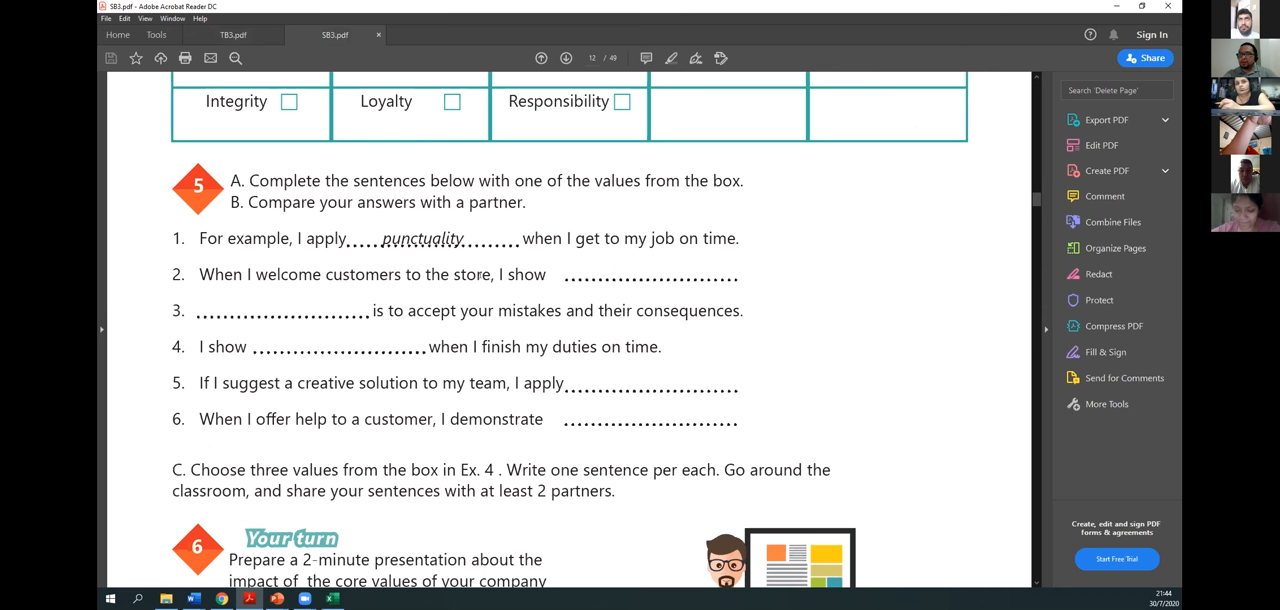 SB3.pdf - Adobe Acrobat Reader DC
File Edit View Window Help
Home Tools TB3.pdf SB3.pdf × Sign In
12 / 49 Share
Integrity Loyalty Responsibility
5 A. Complete the sentences below with one of the values from the box.
B. Compare your answers with a partner.
1. For example, I apply.....punctuality.......when I get to my job on time.
2. When I welcome customers to the store, I show ..........................
3. ..........................is to accept your mistakes and their consequences.
4. I show ..........................when I finish my duties on time.
5. If I suggest a creative solution to my team, I apply..........................
6. When I offer help to a customer, I demonstrate ..........................
C. Choose three values from the box in Ex. 4 . Write one sentence per each. Go around the
classroom, and share your sentences with at least 2 partners.
6 Your turn
Prepare a 2-minute presentation about the
impact of the core values of your company
Search 'Delete Page'
Export PDF
Edit PDF
Create PDF
Comment
Combine Files
Organize Pages
Redact
Protect
Compress PDF
Fill & Sign
Send for Comments
More Tools
Create, edit and sign PDF
forms & agreements
Start Free Trial
21:44
30/7/2020